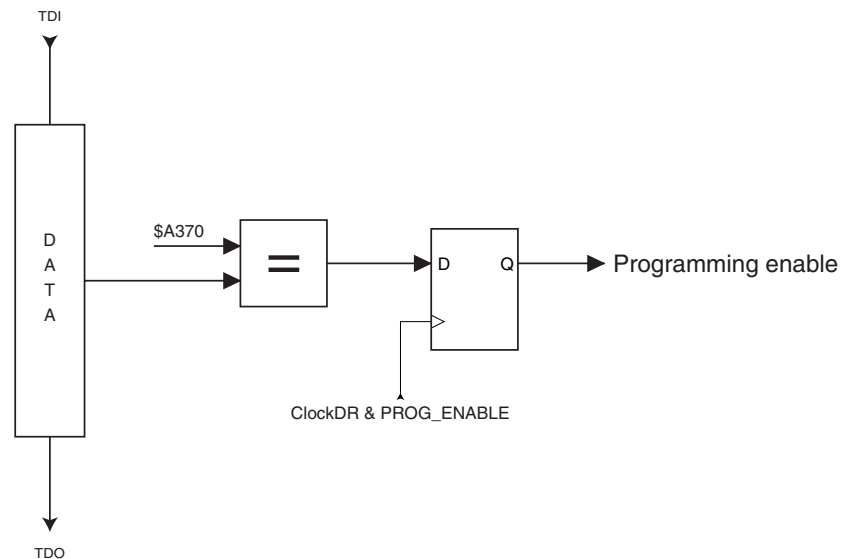 TDI
D
A
T
A
$A370
=
D
Q
Programming enable
ClockDR & PROG_ENABLE
TDO